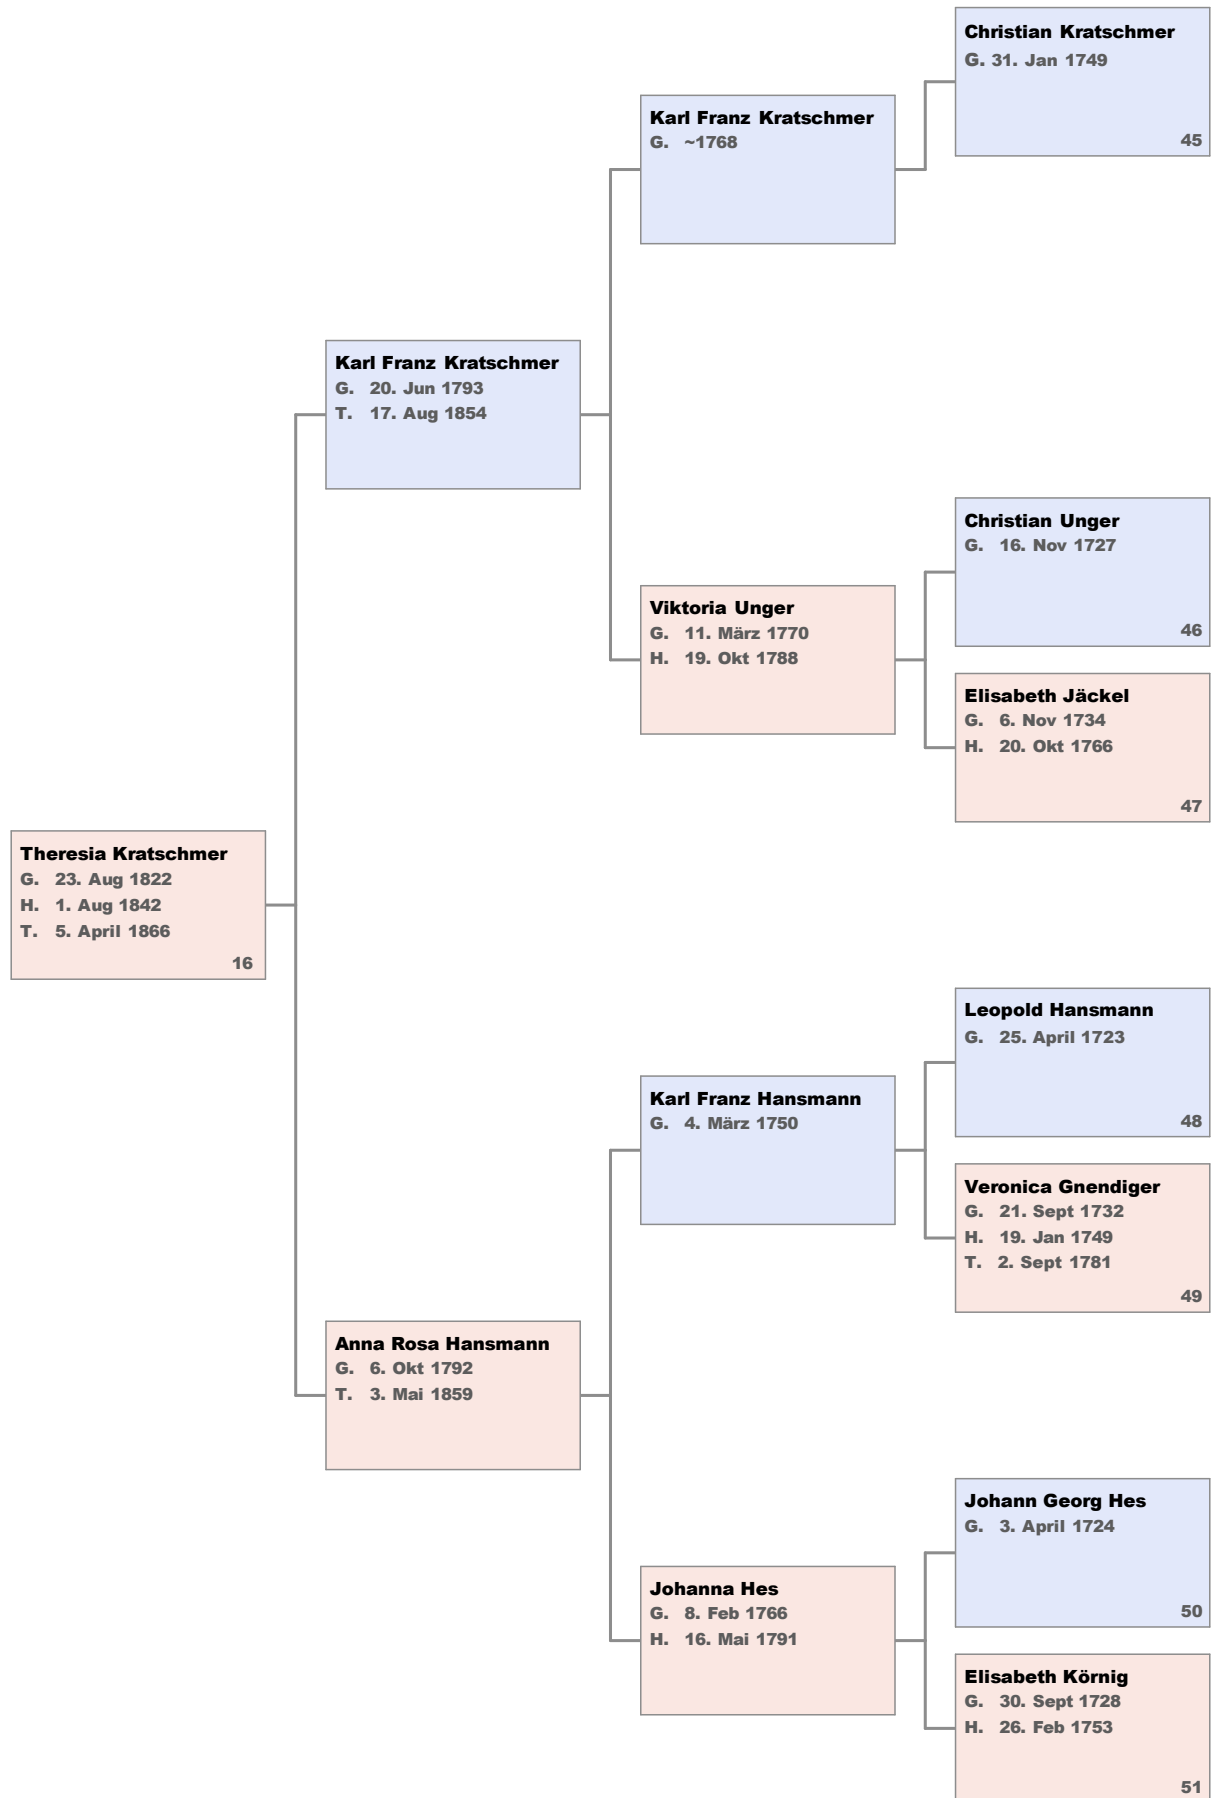 Christian Kratschmer
G. 31. Jan 1749
45
Karl Franz Kratschmer
G. ~1768
Karl Franz Kratschmer
G. 20. Jun 1793
T. 17. Aug 1854
Christian Unger
G. 16. Nov 1727
46
Viktoria Unger
G. 11. März 1770
H. 19. Okt 1788
Elisabeth Jäckel
G. 6. Nov 1734
H. 20. Okt 1766
47
Theresia Kratschmer
G. 23. Aug 1822
H. 1. Aug 1842
T. 5. April 1866
16
Leopold Hansmann
G. 25. April 1723
48
Karl Franz Hansmann
G. 4. März 1750
Veronica Gnendiger
G. 21. Sept 1732
H. 19. Jan 1749
T. 2. Sept 1781
49
Anna Rosa Hansmann
G. 6. Okt 1792
T. 3. Mai 1859
Johann Georg Hes
G. 3. April 1724
50
Johanna Hes
G. 8. Feb 1766
H. 16. Mai 1791
Elisabeth Körnig
G. 30. Sept 1728
H. 26. Feb 1753
51